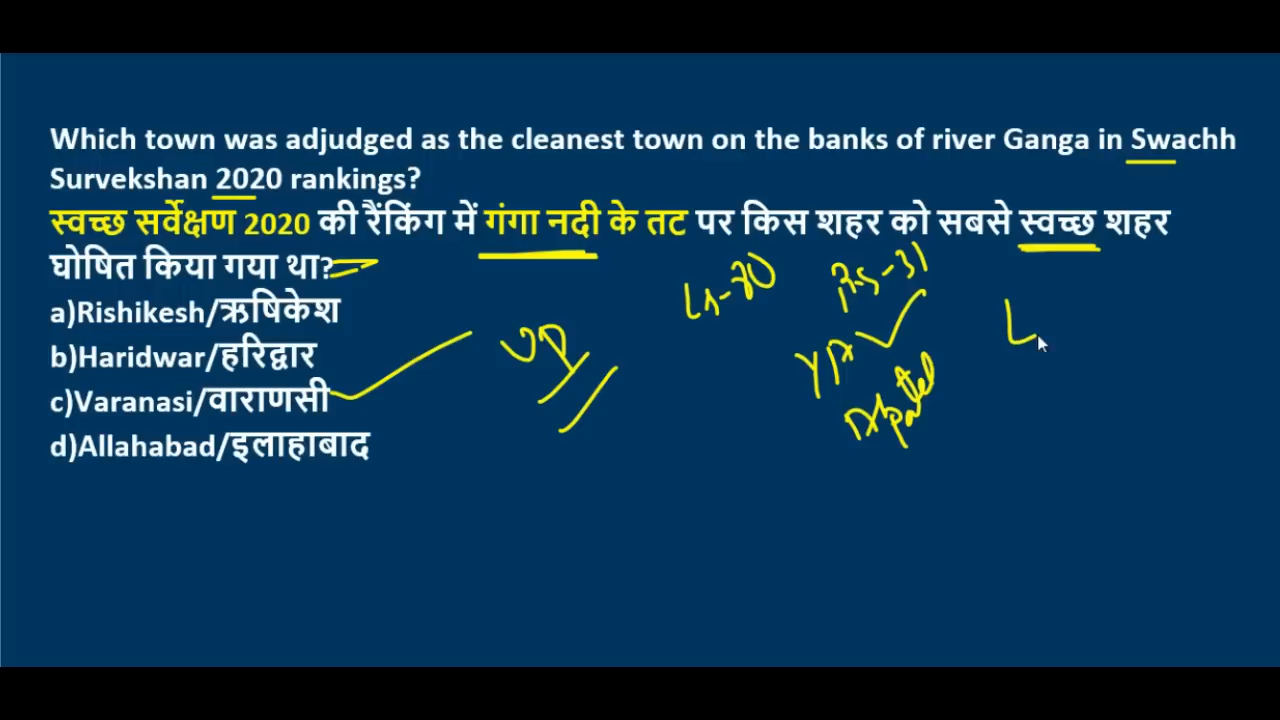 Which town was adjudged as the cleanest town on the banks of river Ganga in Swachh
Survekshan 2020 rankings?
स्वच्छ सर्वेक्षण 2020 की रैंकिंग में गंगा नदी के तट पर किस शहर को सबसे स्वच्छ शहर
घोषित किया गया था?
a)Rishikesh/ऋषिकेश
b)Haridwar/हरिद्वार
c)Varanasi/वाराणसी
d)Allahabad/इलाहाबाद
UP
L